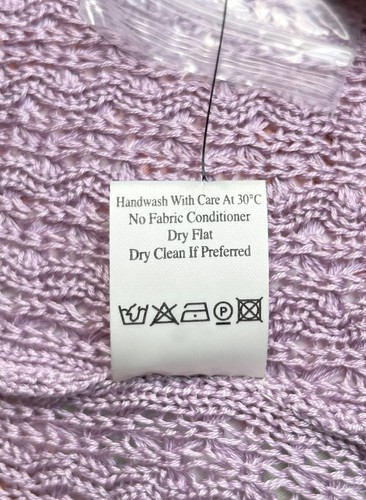 Handwash With Care At 30°C
No Fabric Conditioner
Dry Flat
Dry Clean If Preferred
P